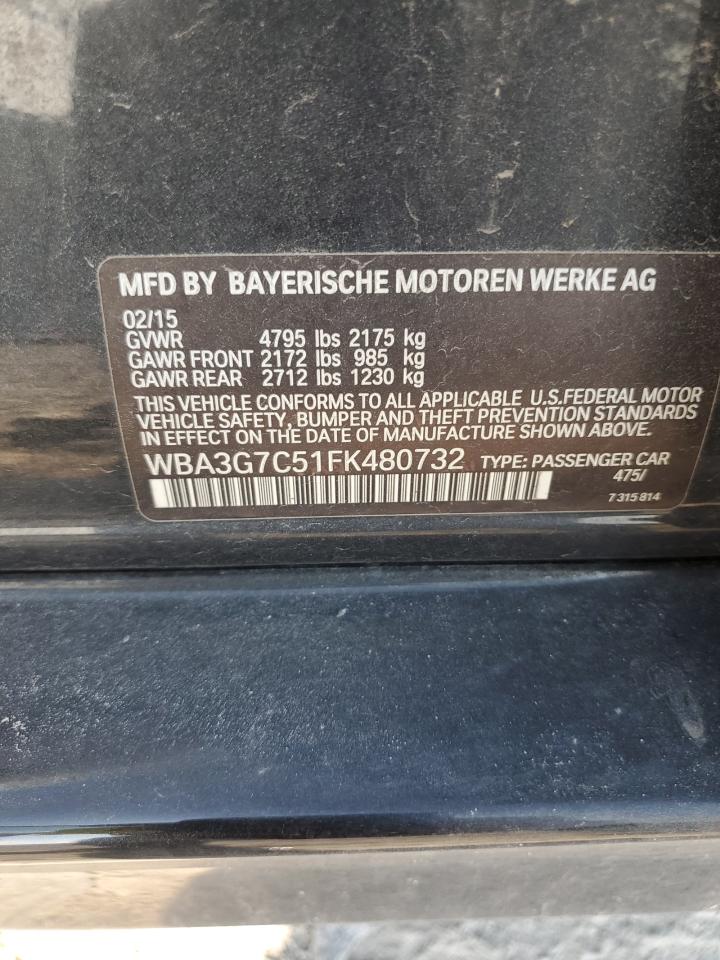 MFD BY BAYERISCHE MOTOREN WERKE AG
02/15
GVWR 4795 lbs 2175 kg
GAWR FRONT 2172 lbs 985 kg
GAWR REAR 2712 lbs 1230 kg
THIS VEHICLE CONFORMS TO ALL APPLICABLE U.S.FEDERAL MOTOR
VEHICLE SAFETY, BUMPER AND THEFT PREVENTION STANDARDS
IN EFFECT ON THE DATE OF MANUFACTURE SHOWN ABOVE.
WBA3G7C51FK480732 TYPE: PASSENGER CAR
475/
7 315 814